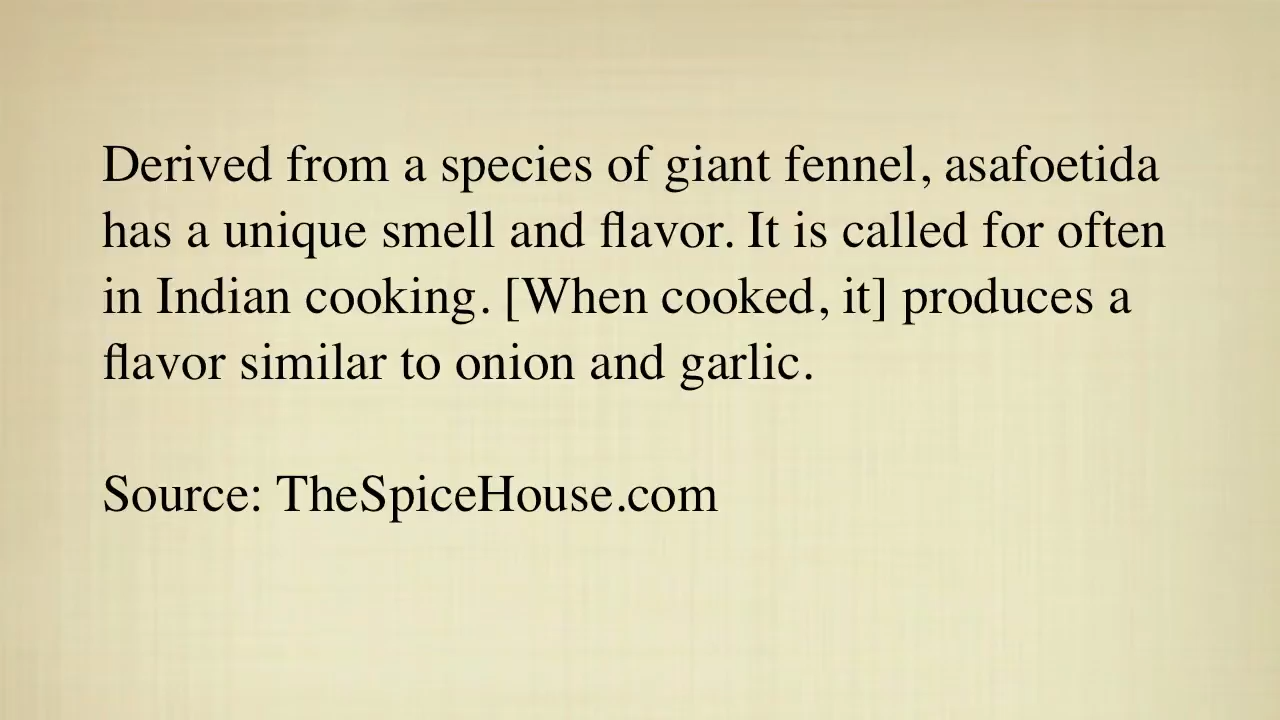 Derived from a species of giant fennel, asafoetida
has a unique smell and flavor. It is called for often
in Indian cooking. [When cooked, it] produces a
flavor similar to onion and garlic.
Source: TheSpiceHouse.com